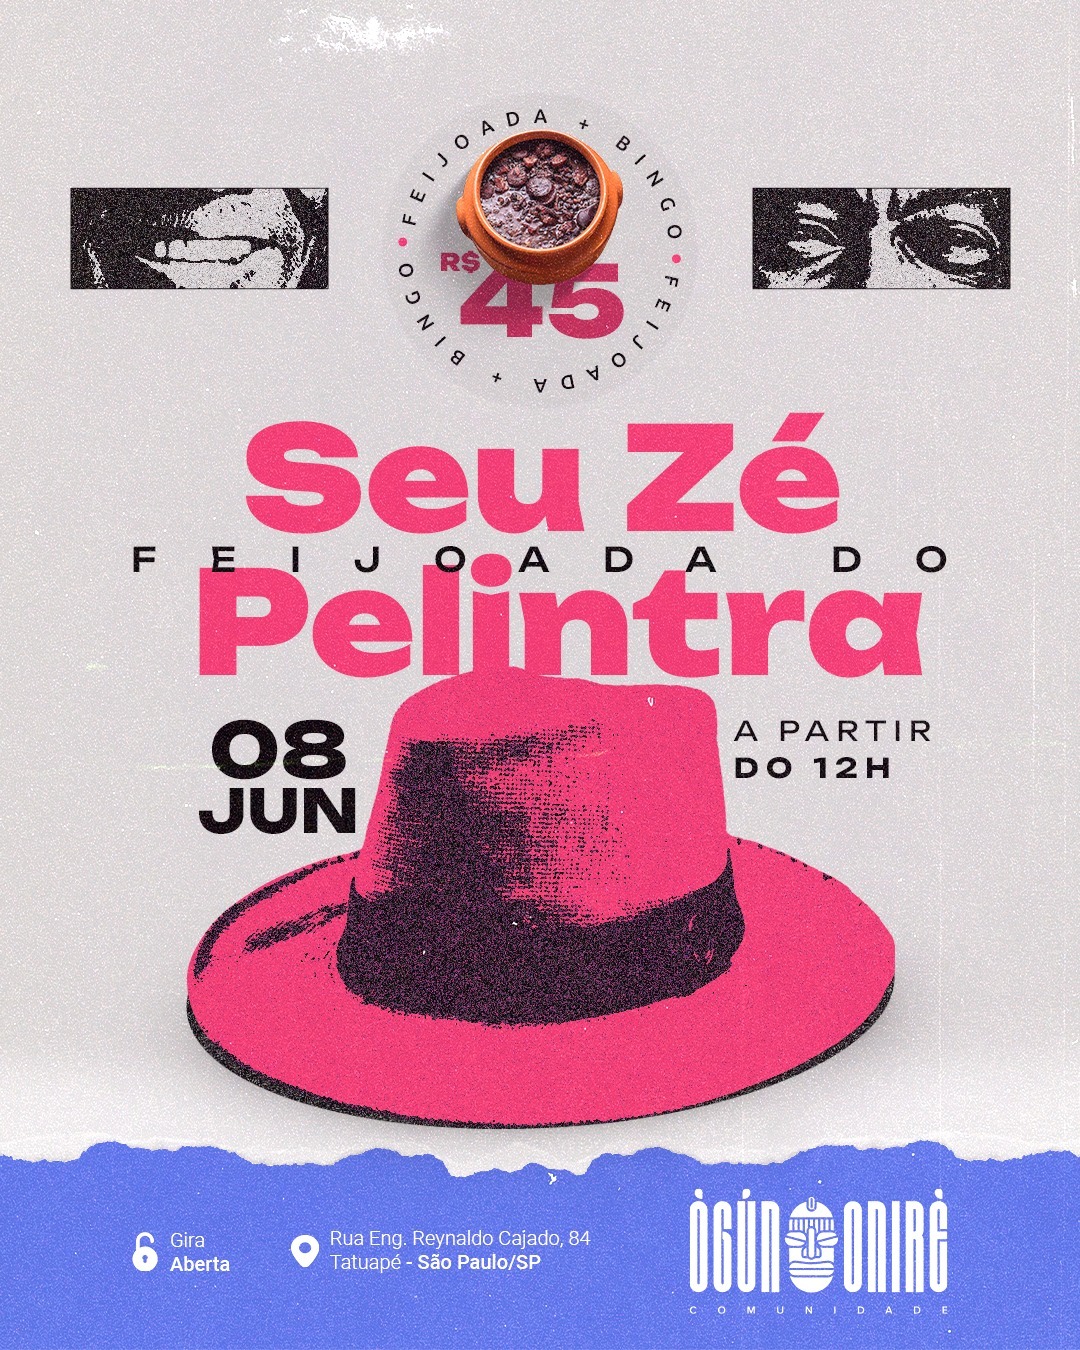 FEIJOADA + BINGO • FEIJOADA + BINGO •
R$
45
Seu Zé
FEIJOADA DO
Pelintra
08
JUN
A PARTIR
DO 12H
Gira
Aberta
Rua Eng. Reynaldo Cajado, 84
Tatuapé - São Paulo/SP
ÒGÚN ONIRÈ
COMUNIDADE